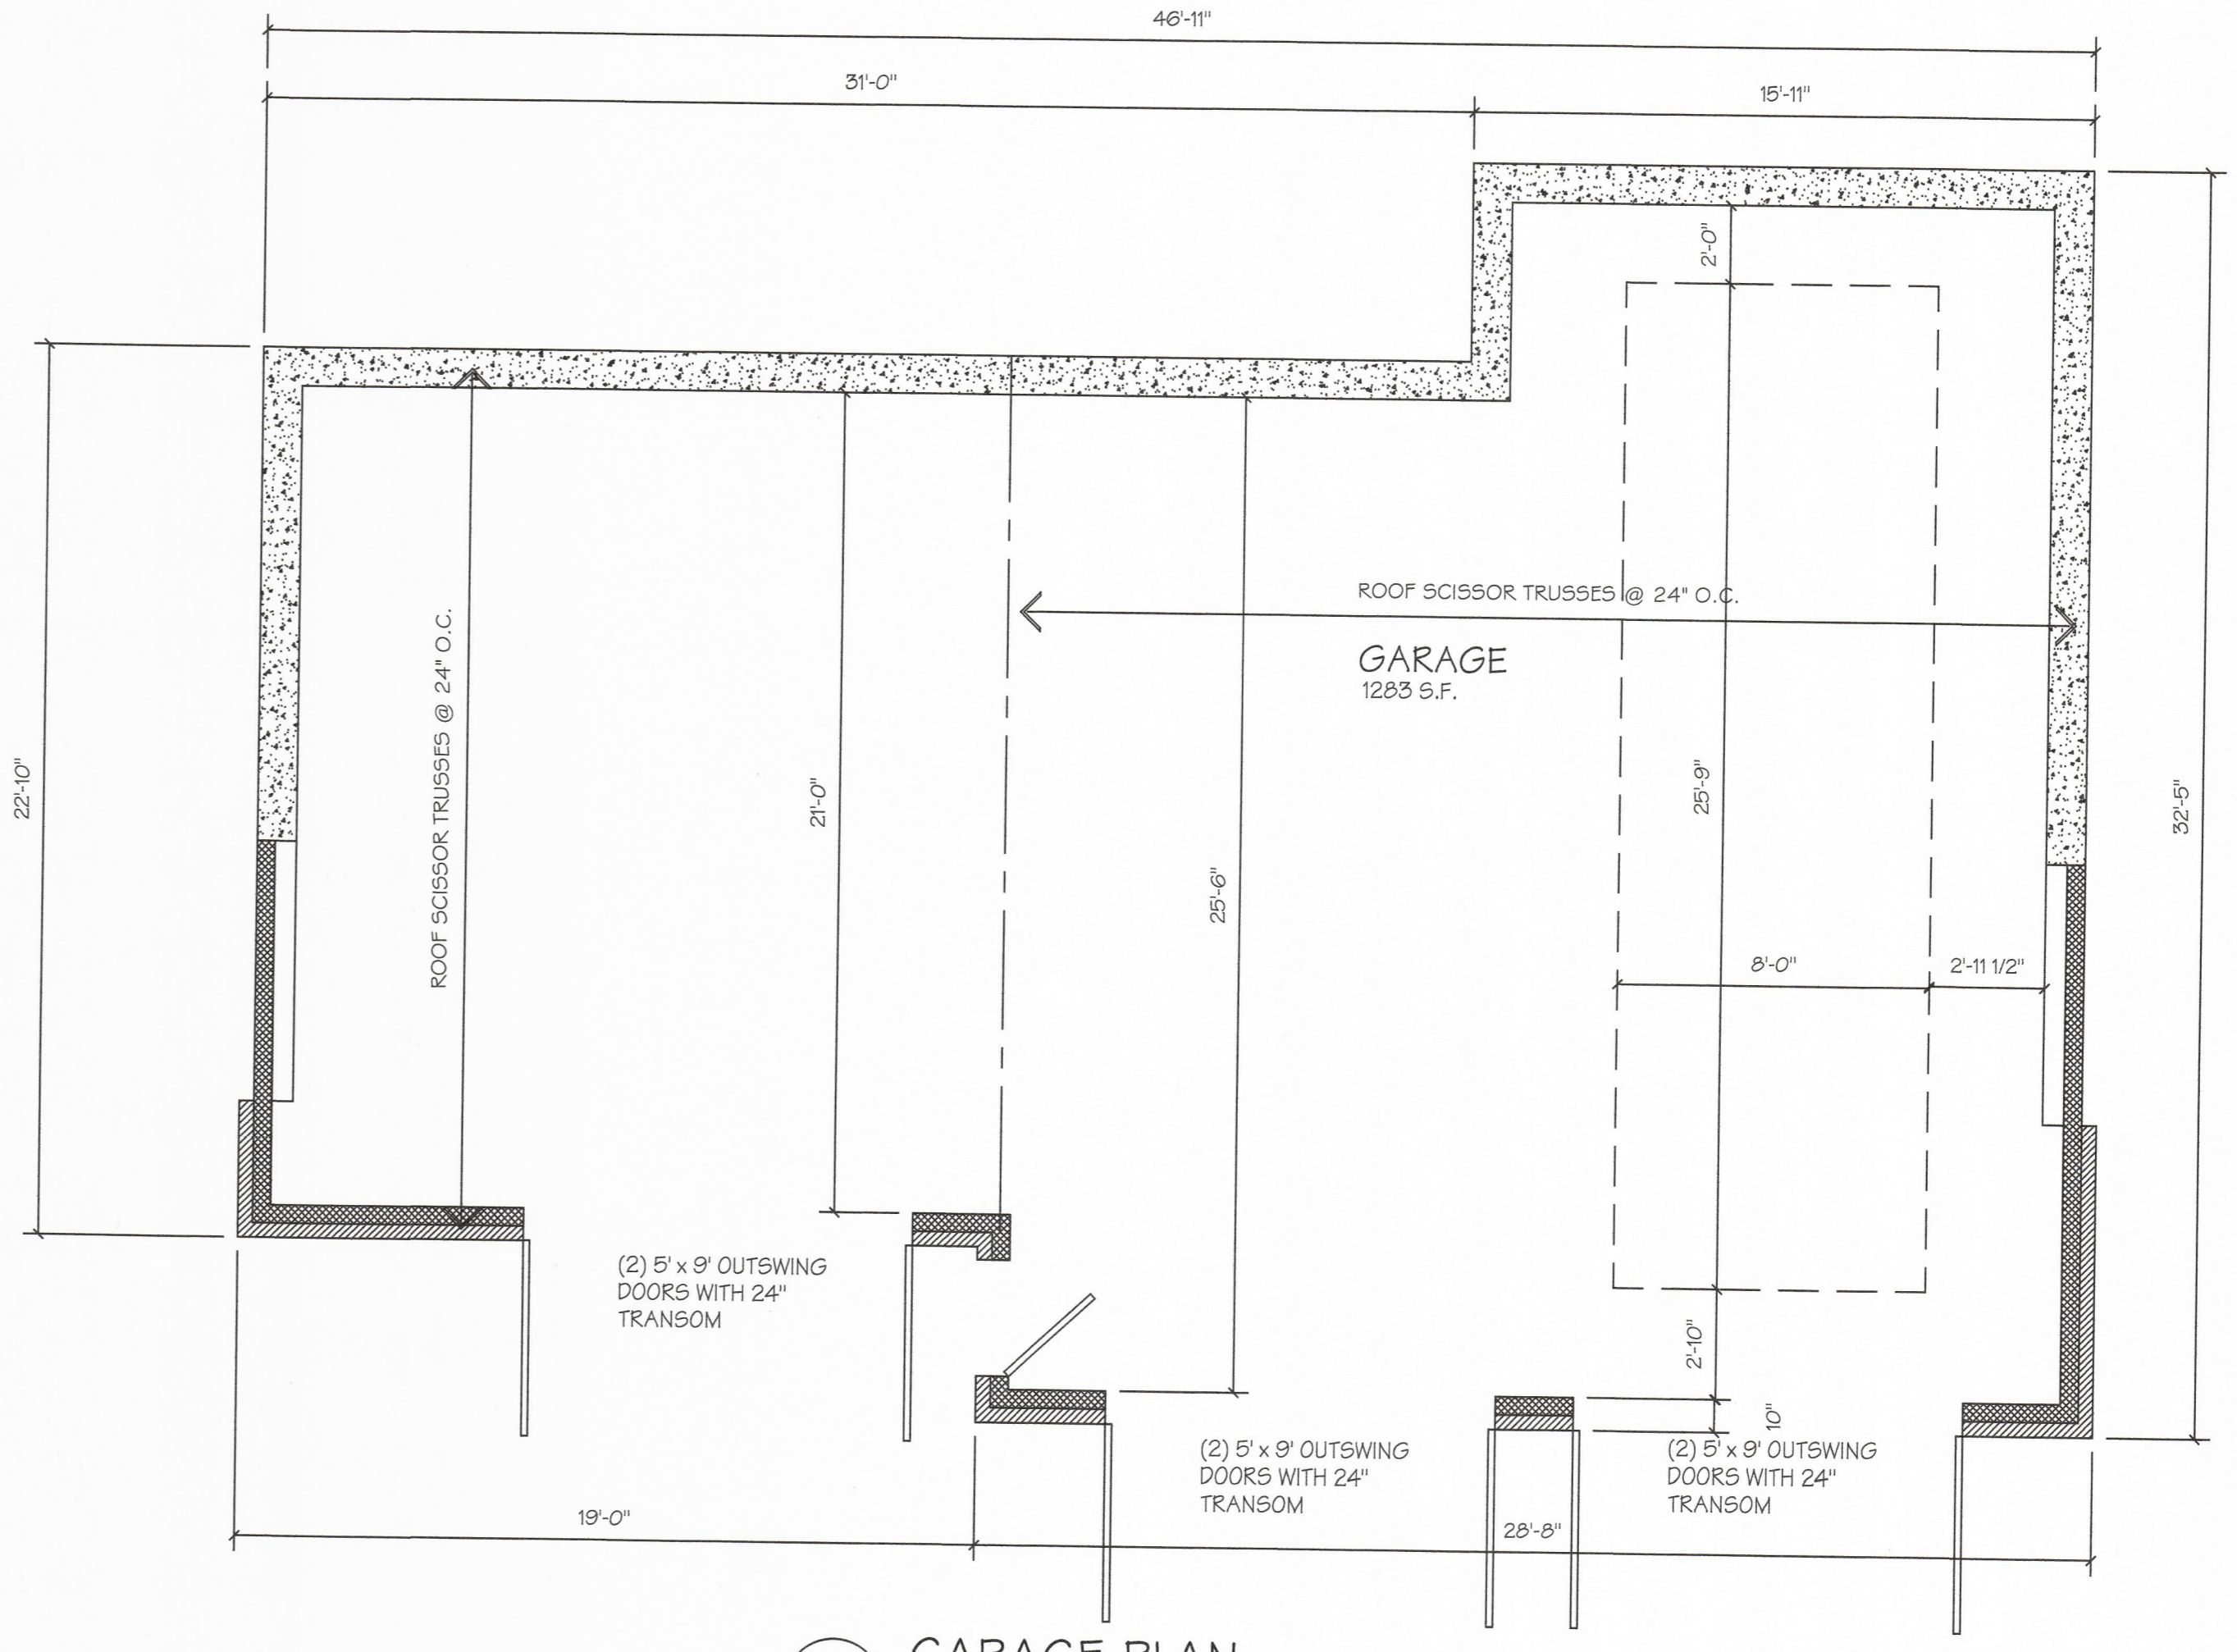 46'-11"
31'-0"
15'-11"
2'-0"
ROOF SCISSOR TRUSSES @ 24" O.C.
GARAGE
1283 S.F.
22'-10"
ROOF SCISSOR TRUSSES @ 24" O.C.
21'-0"
25'-6"
25'-9"
32'-5"
8'-0"
2'-11 1/2"
(2) 5' x 9' OUTSWING
DOORS WITH 24"
TRANSOM
2'-10"
10"
(2) 5' x 9' OUTSWING
DOORS WITH 24"
TRANSOM
(2) 5' x 9' OUTSWING
DOORS WITH 24"
TRANSOM
19'-0"
28'-8"
GARAGE PLAN